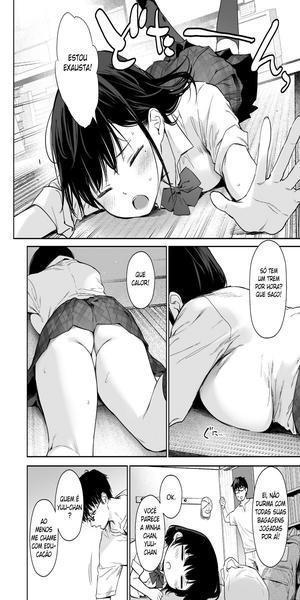 ESTOU
EXAUSTA!
SÓ TEM
UM TREM
POR HORA?
QUE SACO!
QUE
CALOR!
EI, NÃO
DURMA COM
TODAS SUAS
BAGAGENS
JOGADAS
POR AÍ!
OK.
VOCÊ
PARECE
A MINHA
CHAN,
YUU-CHAN
QUEM É
YUU-CHAN
?
AO
MENOS
ME CHAME
COM EDU-
CAÇÃO